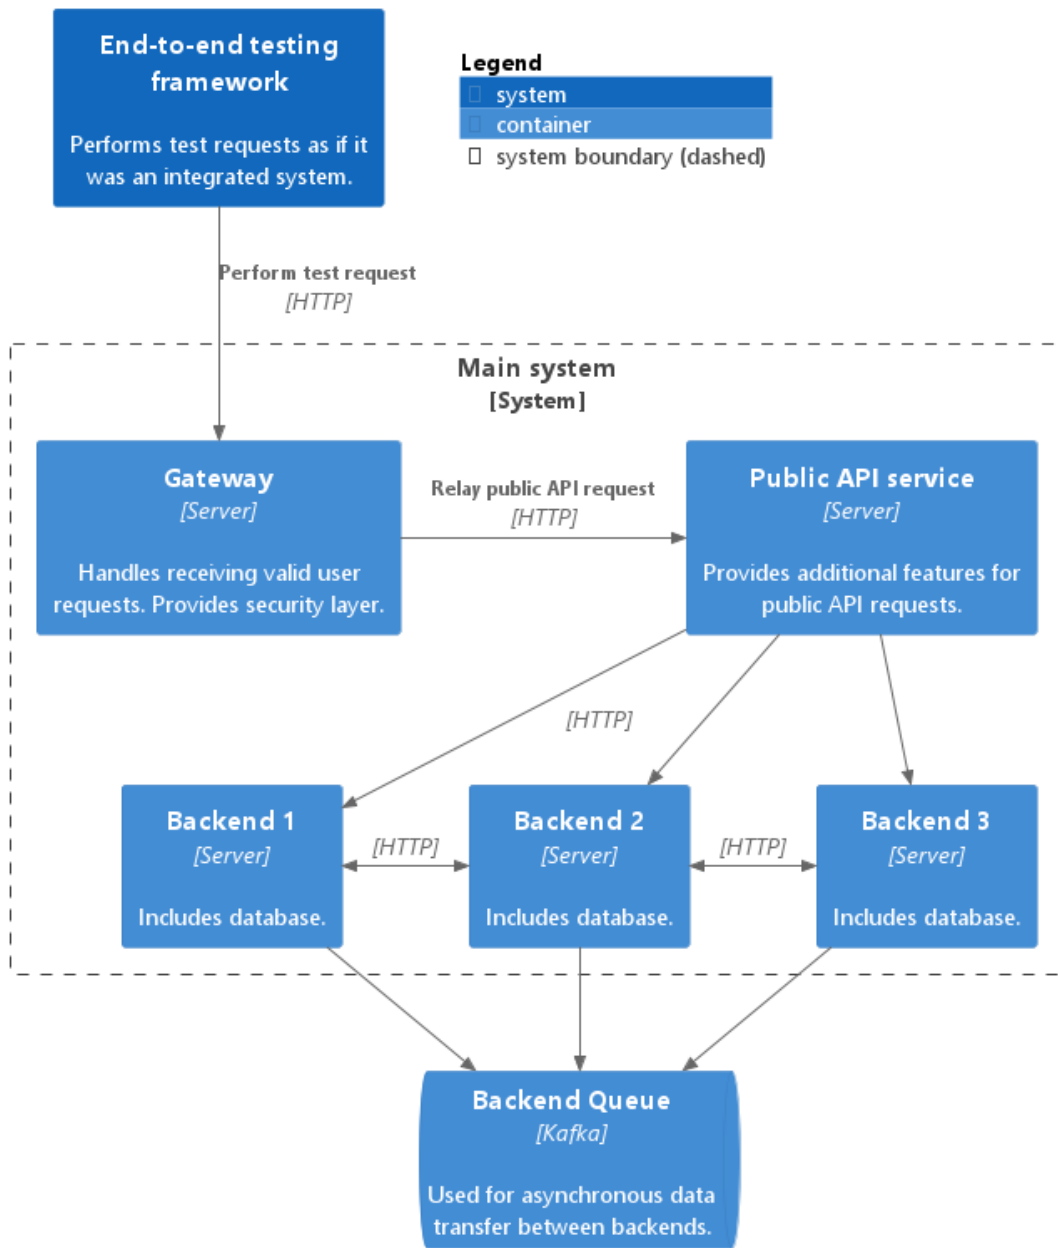 End-to-end testing
framework
Performs test requests as if it
was an integrated system.
Legend
system
container
system boundary (dashed)
Perform test request
[HTTP]
Main system
[System]
Gateway
[Server]
Handles receiving valid user
requests. Provides security layer.
Relay public API request
[HTTP]
Public API service
[Server]
Provides additional features for
public API requests.
[HTTP]
Backend 1
[Server]
Includes database.
[HTTP]
Backend 2
[Server]
Includes database.
[HTTP]
Backend 3
[Server]
Includes database.
Backend Queue
[Kafka]
Used for asynchronous data
transfer between backends.